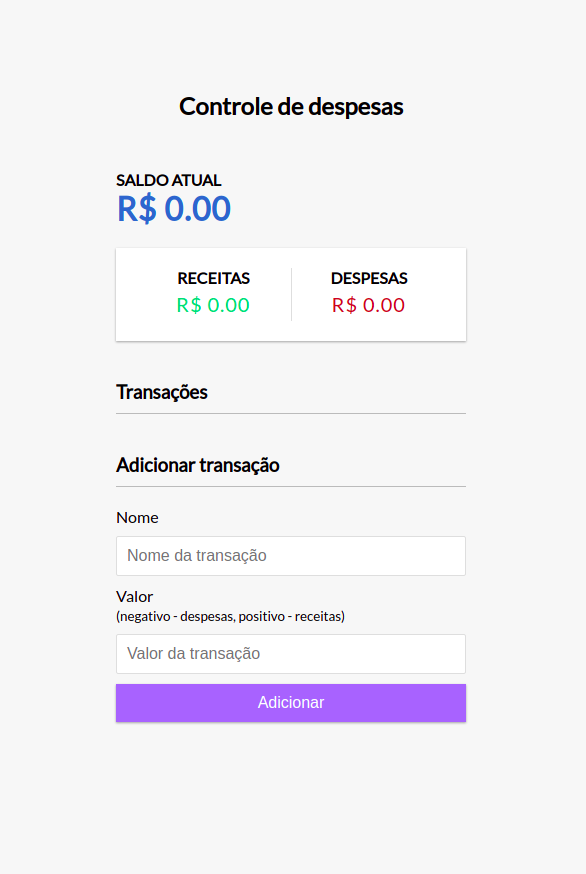 Controle de despesas
SALDO ATUAL
R$ 0.00
RECEITAS
R$ 0.00
DESPESAS
R$ 0.00
Transações
Adicionar transação
Nome
Nome da transação
Valor
(negativo - despesas, positivo - receitas)
Valor da transação
Adicionar